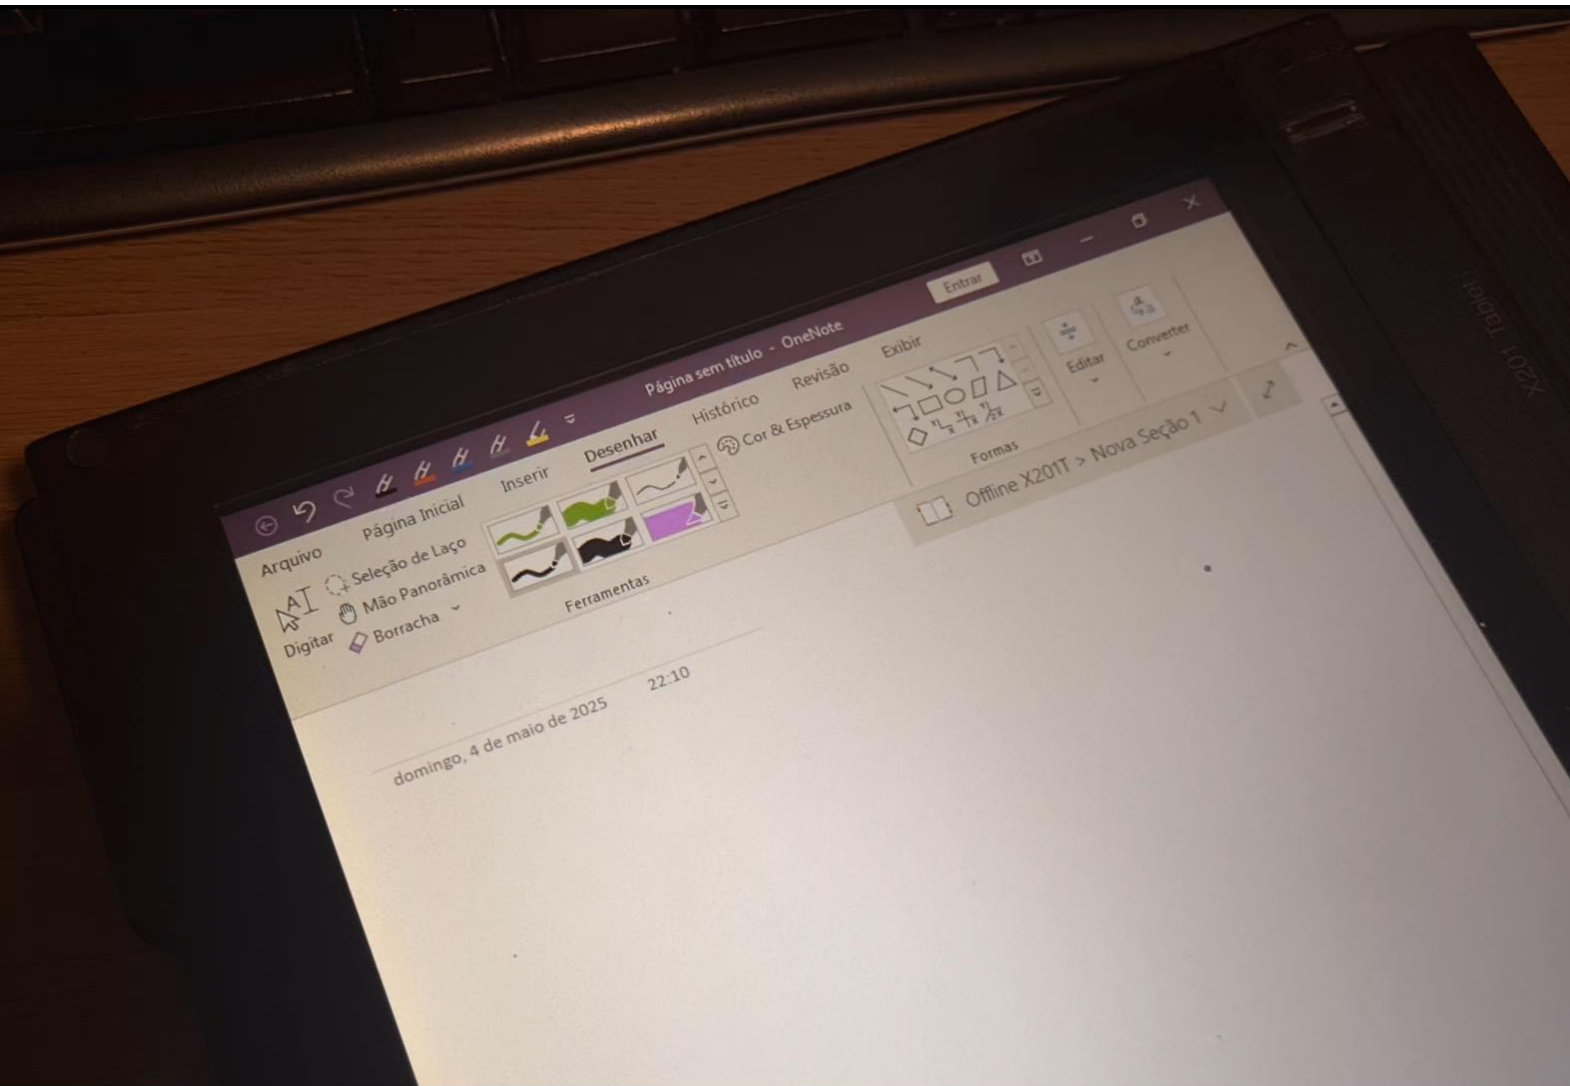 Página sem título - OneNote
Entrar
Arquivo
Página Inicial
Inserir
Desenhar
Histórico
Revisão
Exibir
Digitar
Seleção de Laço
Mão Panorâmica
Borracha
Ferramentas
Cor & Espessura
Formas
Editar
Converter
Offline X201T > Nova Seção 1
domingo, 4 de maio de 2025 22:10
X201 Tablet